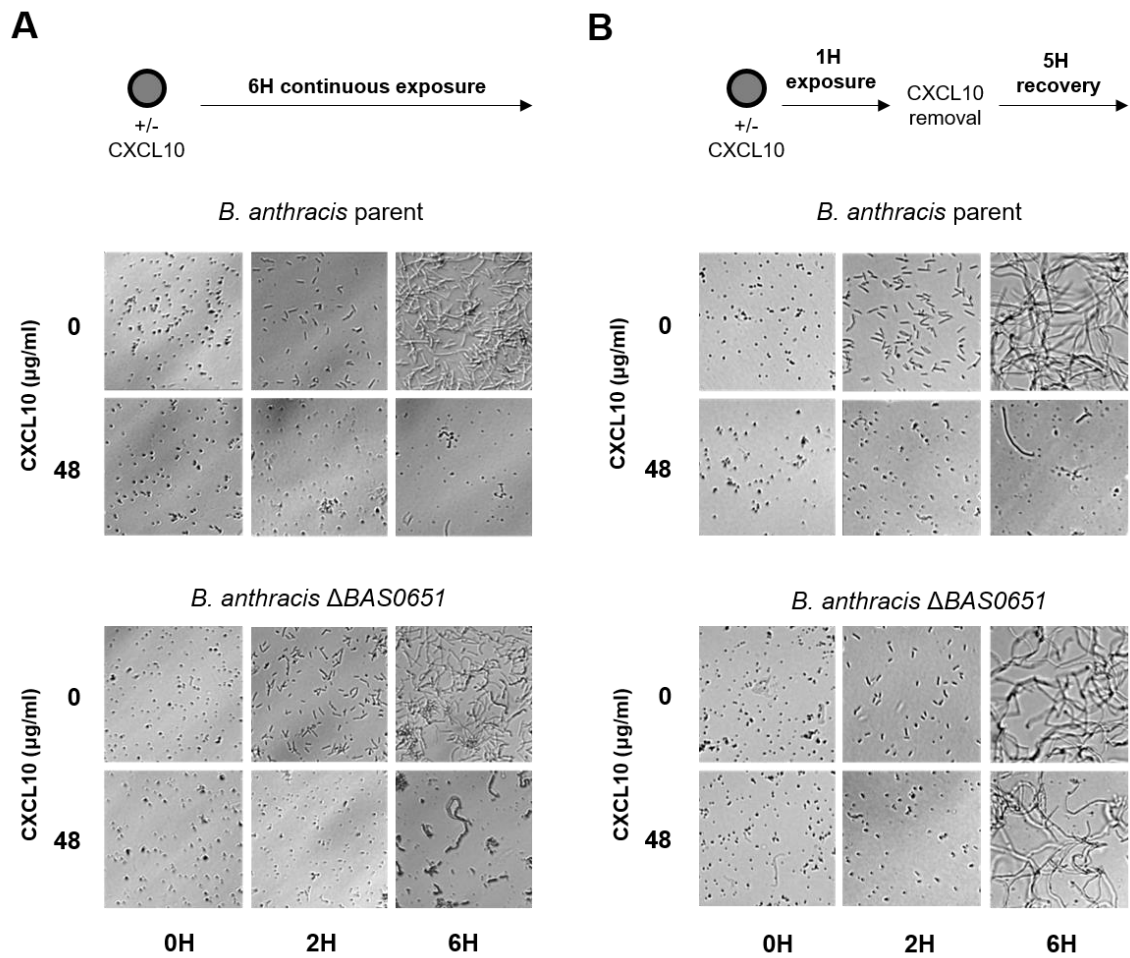 A
6H continuous exposure
+/-
CXCL10
B. anthracis parent
CXCL10 (µg/ml)
0
48
B. anthracis ΔBAS0651
CXCL10 (µg/ml)
0
48
0H 2H 6H
B
1H
exposure
CXCL10
removal
5H
recovery
+/-
CXCL10
B. anthracis parent
CXCL10 (µg/ml)
0
48
B. anthracis ΔBAS0651
CXCL10 (µg/ml)
0
48
0H 2H 6H